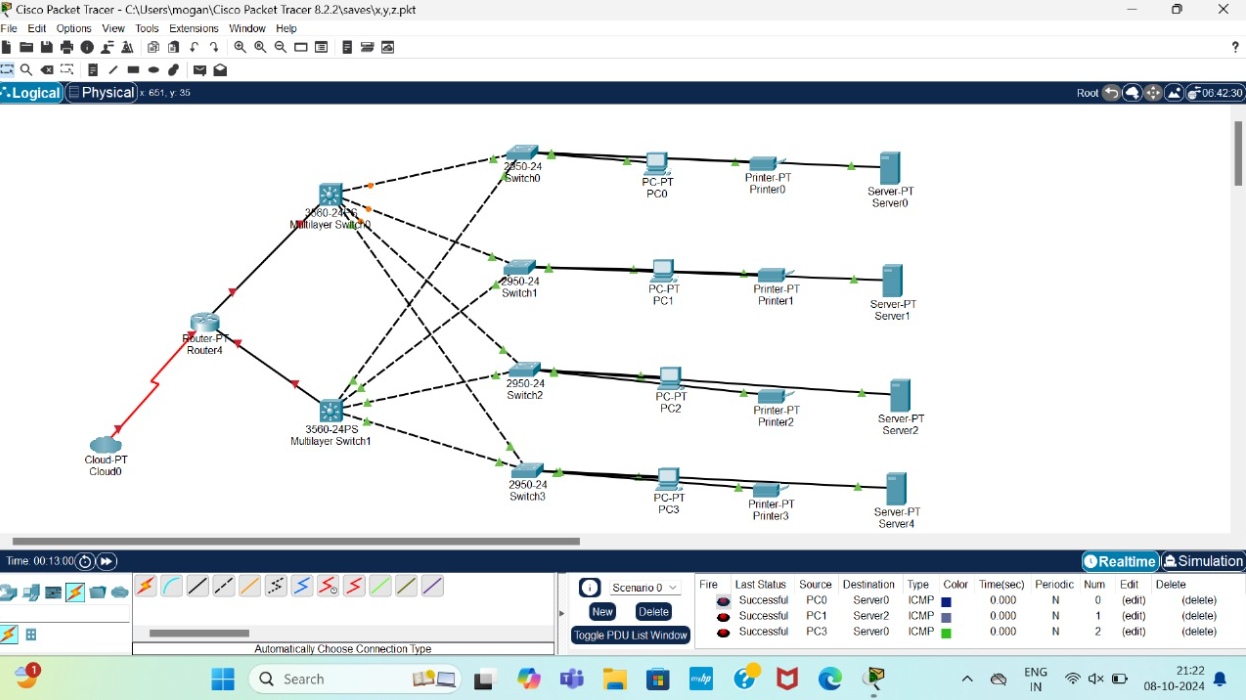 Cisco Packet Tracer - C:\Users\mogan\Cisco Packet Tracer 8.2.2\saves\x,y,z.pkt
File Edit Options View Tools Extensions Window Help
?
Logical Physical x: 651, y: 35 Root 06:42:30
2950-24
Switch0
PC-PT
PC0
Printer-PT
Printer0
Server-PT
Server0
3560-24PS
Multilayer Switch0
2950-24
Switch1
PC-PT
PC1
Printer-PT
Printer1
Server-PT
Server1
Router-PT
Router4
2950-24
Switch2
PC-PT
PC2
Printer-PT
Printer2
Server-PT
Server2
3560-24PS
Multilayer Switch1
Cloud-PT
Cloud0
2950-24
Switch3
PC-PT
PC3
Printer-PT
Printer3
Server-PT
Server4
Time: 00:13:00 Realtime Simulation
Scenario 0
New Delete
Toggle PDU List Window
Automatically Choose Connection Type
Fire Last Status Source Destination Type Color Time(sec) Periodic Num Edit Delete
Successful PC0 Server0 ICMP 0.000 N 0 (edit) (delete)
Successful PC1 Server2 ICMP 0.000 N 1 (edit) (delete)
Successful PC3 Server0 ICMP 0.000 N 2 (edit) (delete)
1
Search
ENG
IN
21:22
08-10-2024